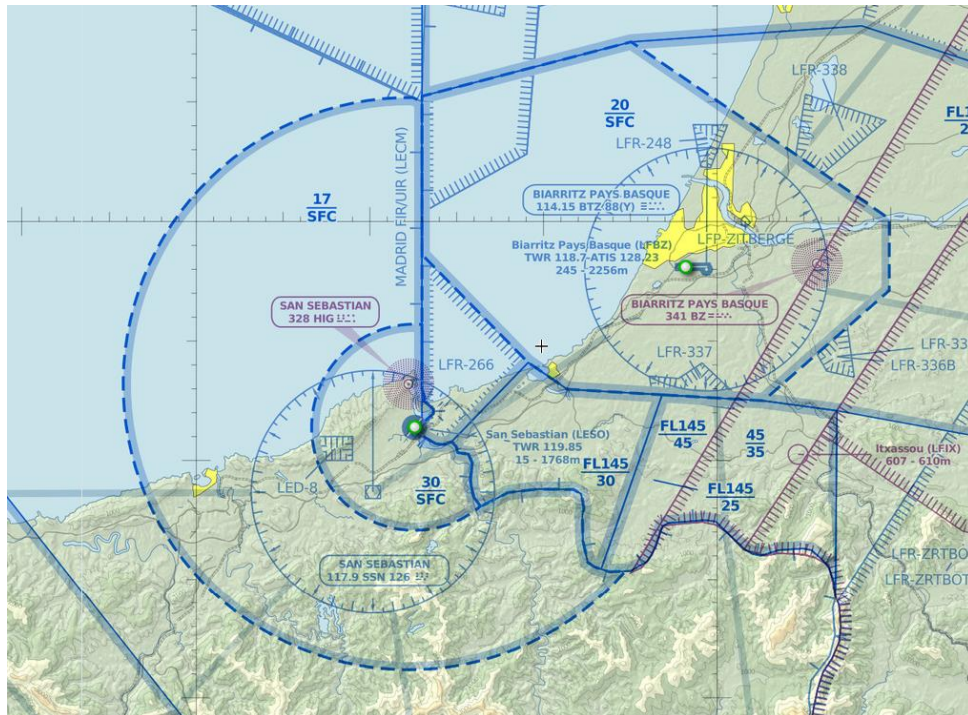 LFR-338
FL1
2
20
SFC
LFR-248
MADRID FIR/UIR (LECM)
17
SFC
BIARRITZ PAYS BASQUE
114.15 BTZ 88(Y)
LFP-ZITBERGE
Biarritz Pays Basque (LFBZ)
TWR 118.7-ATIS 128.23
245 - 2256m
SAN SEBASTIAN
328 HIG
BIARRITZ PAYS BASQUE
341 BZ
LFR-33
LFR-337
LFR-266
LFR-336B
San Sebastian (LESO)
TWR 119.85
15 - 1768m
FL145
45
45
35
Itxassou (LFIX)
607 - 610m
FL145
30
LED-8
30
SFC
FL145
25
SAN SEBASTIAN
117.9 SSN 126
LFR-ZRTBO
LFR-ZRTBOT